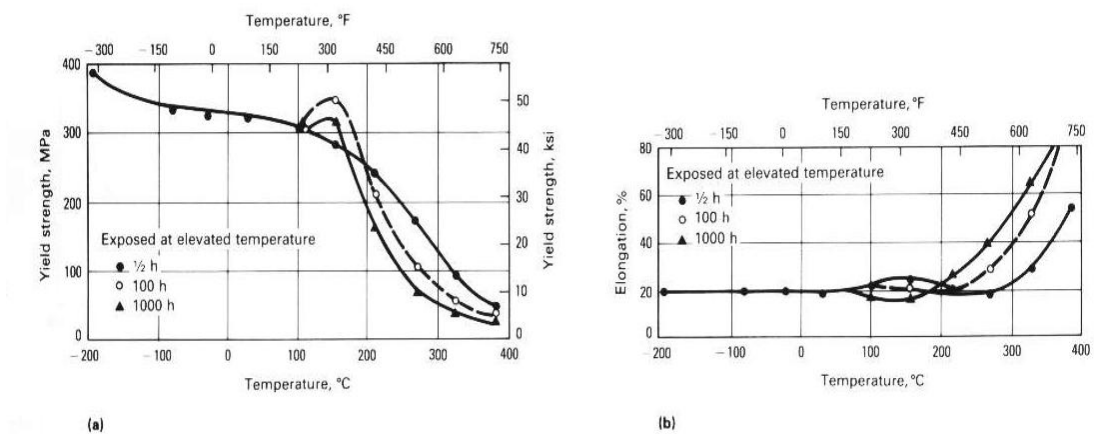 Temperature, °F
−300 −150 0 150 300 450 600 750
400
300
200
100
0
Yield strength, MPa
50
40
30
20
10
0
Yield strength, ksi
Exposed at elevated temperature
½ h
100 h
1000 h
−200 −100 0 100 200 300 400
Temperature, °C
(a)
Temperature, °F
−300 −150 0 150 300 450 600 750
80
60
40
20
0
Elongation, %
Exposed at elevated temperature
½ h
100 h
1000 h
−200 −100 0 100 200 300 400
Temperature, °C
(b)